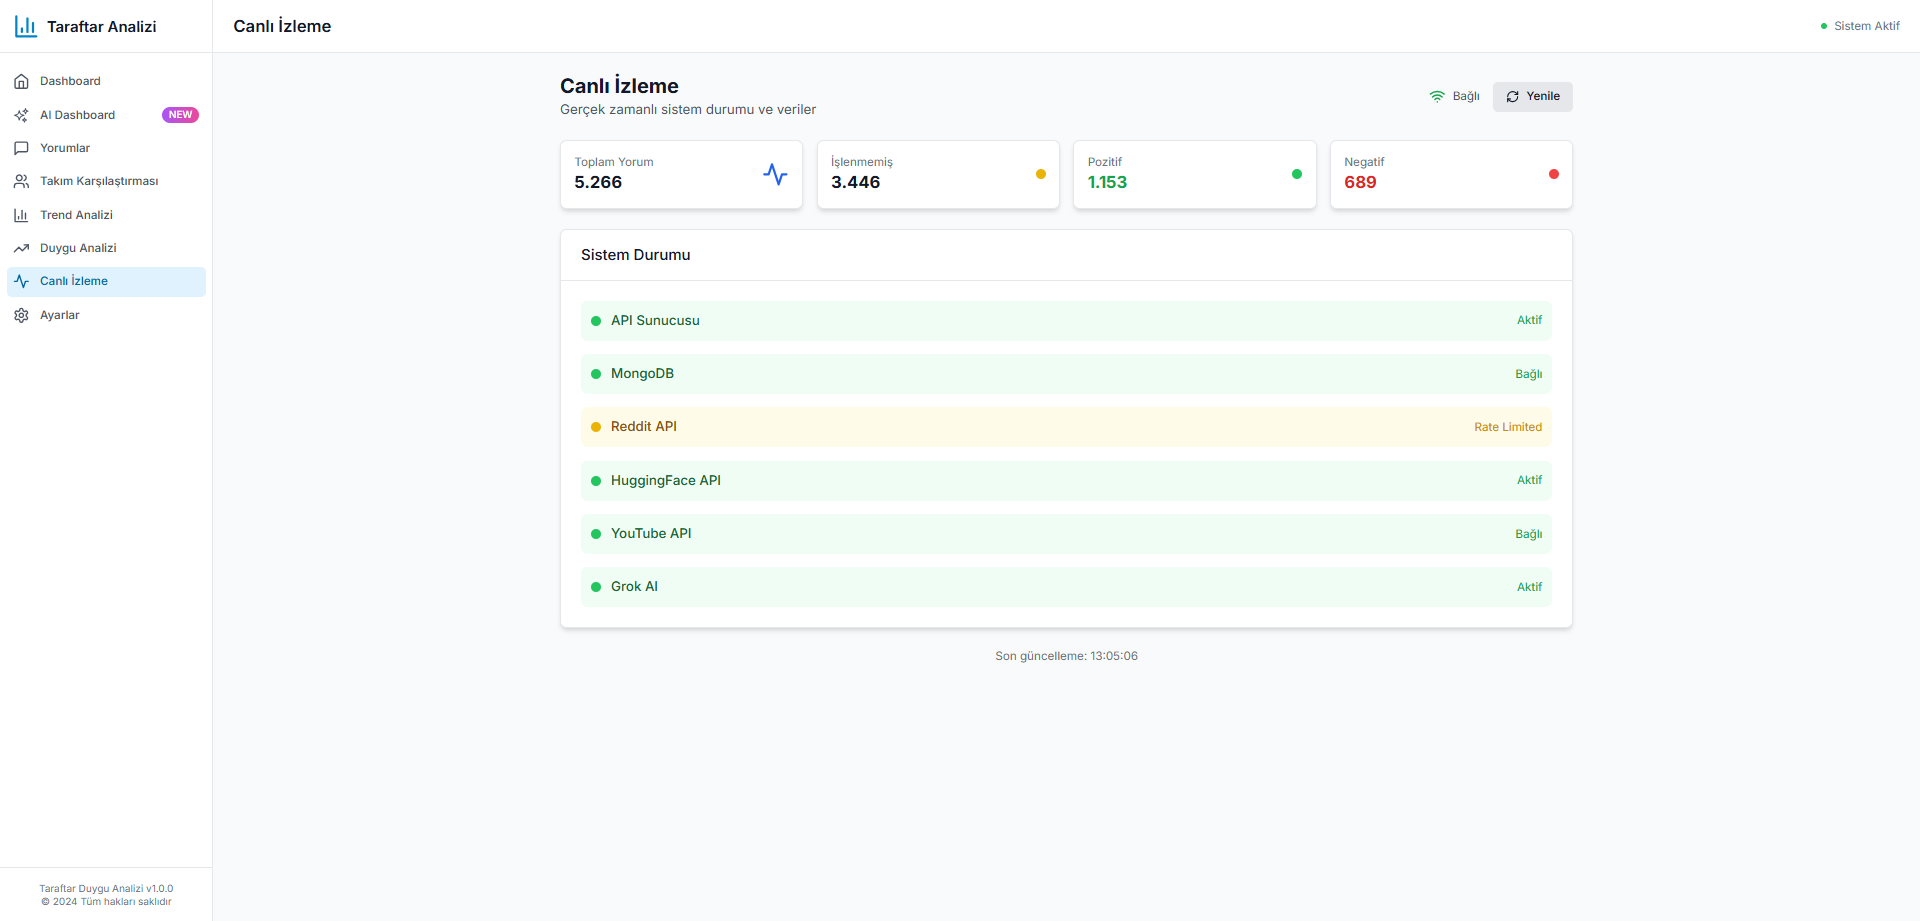 Taraftar Analizi
Dashboard
AI Dashboard NEW
Yorumlar
Takım Karşılaştırması
Trend Analizi
Duygu Analizi
Canlı İzleme
Ayarlar
Taraftar Duygu Analizi v1.0.0
© 2024 Tüm hakları saklıdır
Canlı İzleme
Sistem Aktif
Canlı İzleme
Gerçek zamanlı sistem durumu ve veriler
Bağlı
Yenile
Toplam Yorum
5.266
İşlenmemiş
3.446
Pozitif
1.153
Negatif
689
Sistem Durumu
API Sunucusu Aktif
MongoDB Bağlı
Reddit API Rate Limited
HuggingFace API Aktif
YouTube API Bağlı
Grok AI Aktif
Son güncelleme: 13:05:06